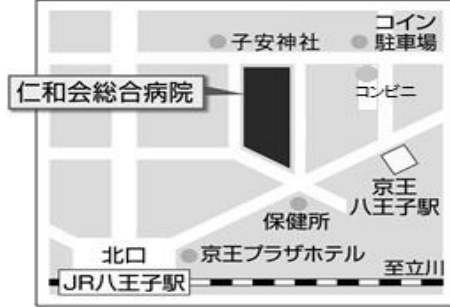 コイン
駐車場
子安神社
仁和会総合病院
コンビニ
京王
八王子駅
保健所
北口
京王プラザホテル
至立川
JR八王子駅